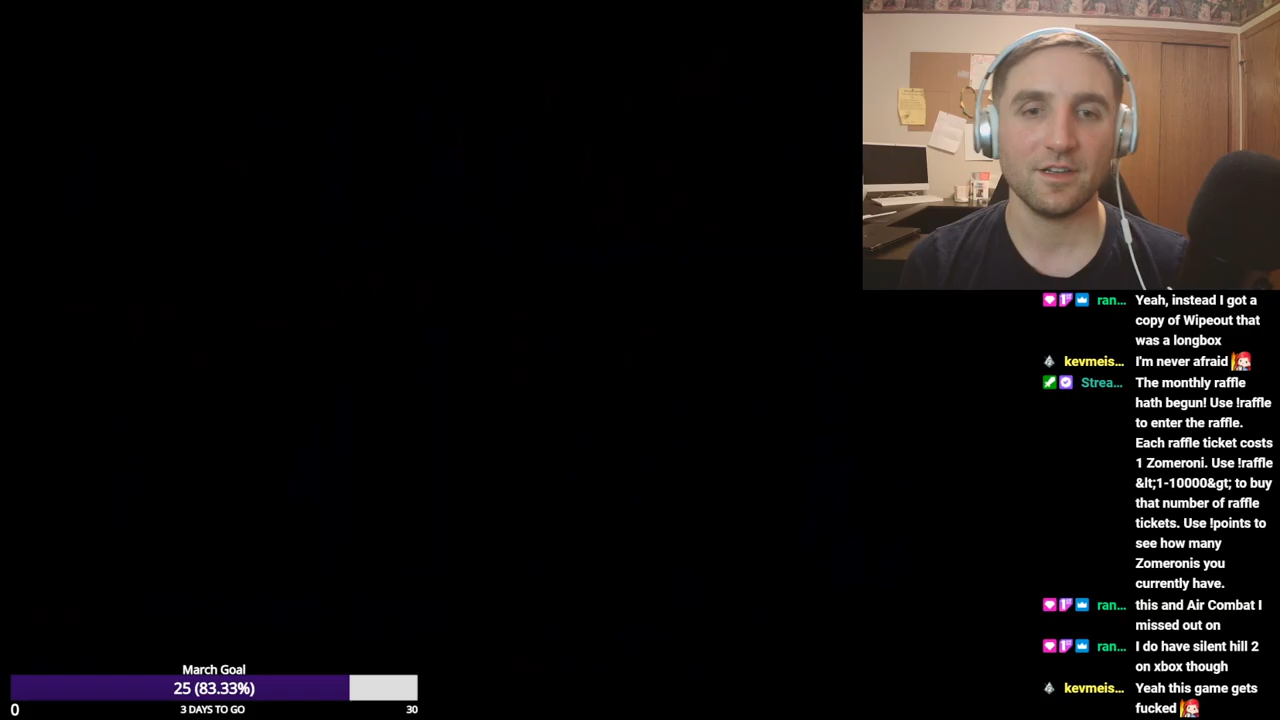 ran... Yeah, instead I got a
copy of Wipeout that
was a longbox
kevmeis... I'm never afraid
Strea... The monthly raffle
hath begun! Use !raffle
to enter the raffle.
Each raffle ticket costs
1 Zomeroni. Use !raffle
&lt;1-10000&gt; to buy
that number of raffle
tickets. Use !points to
see how many
Zomeronis you
currently have.
ran... this and Air Combat I
missed out on
ran... I do have silent hill 2
on xbox though
kevmeis... Yeah this game gets
fucked
March Goal
25 (83.33%)
0 3 DAYS TO GO 30